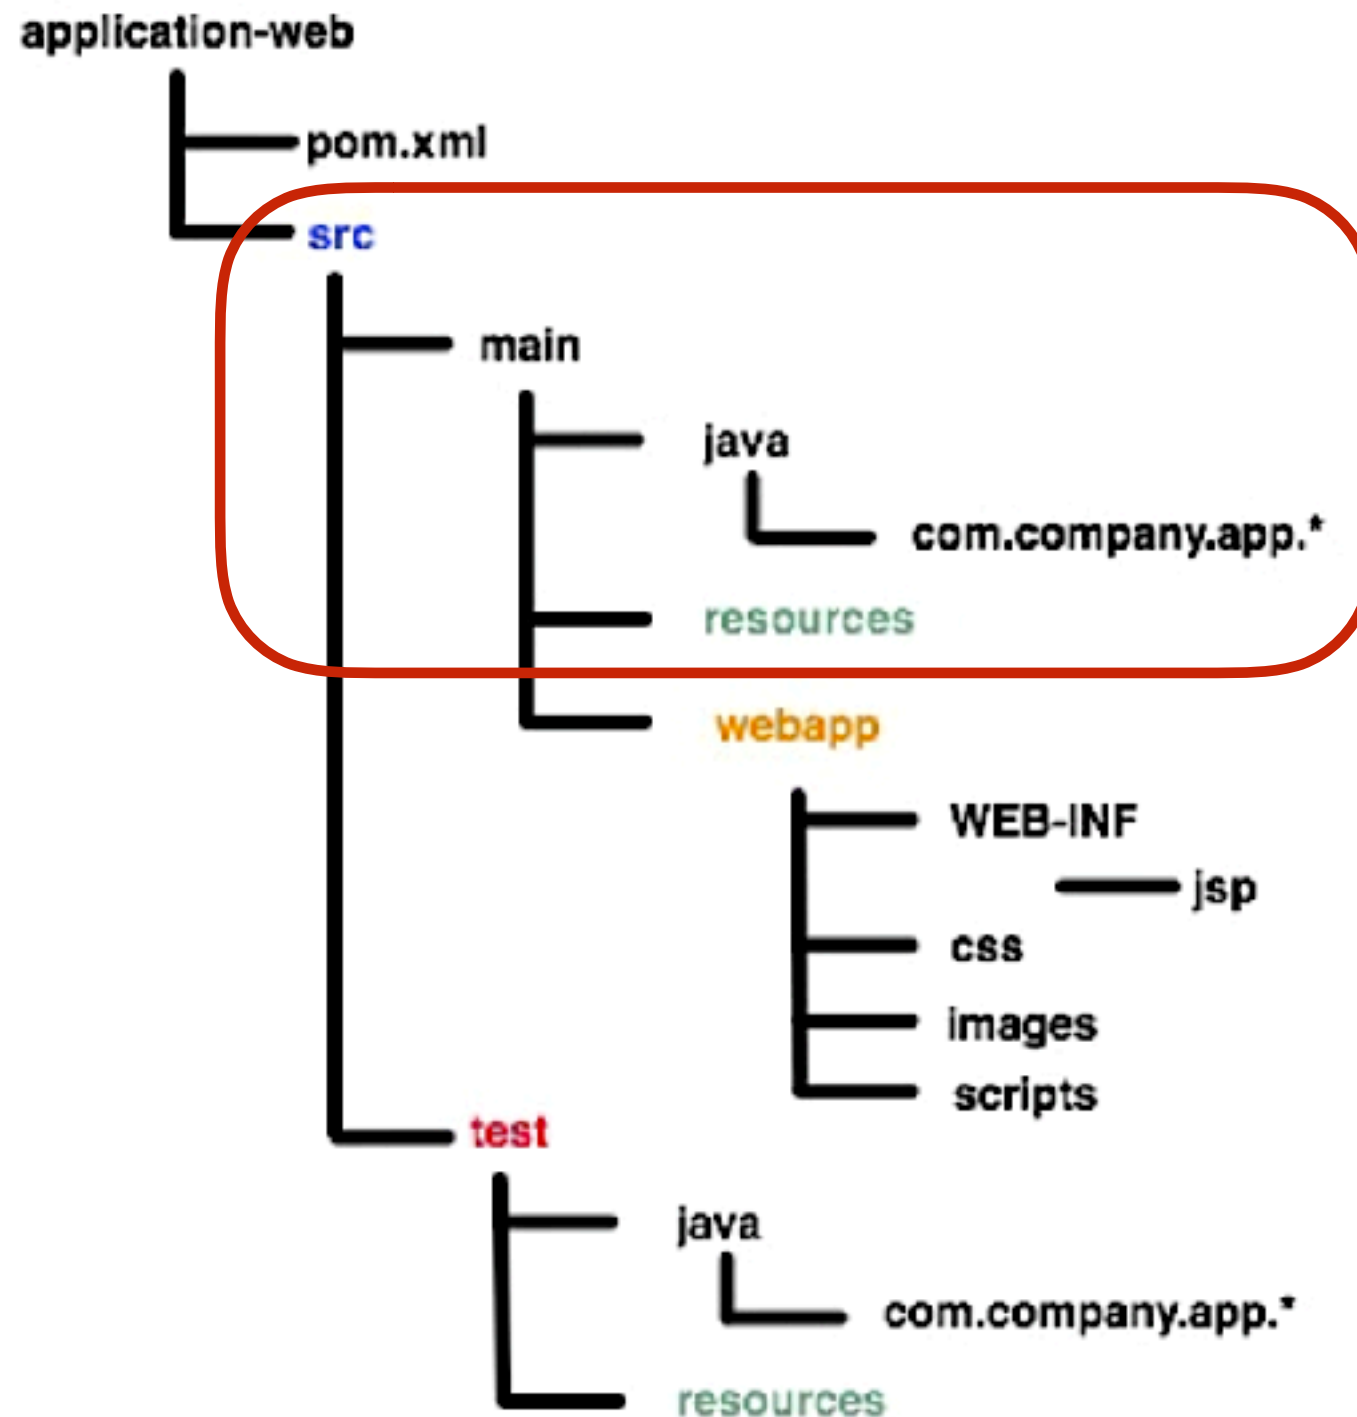 application-web
pom.xml
src
main
java
com.company.app.*
resources
webapp
WEB-INF
jsp
css
images
scripts
test
java
com.company.app.*
resources